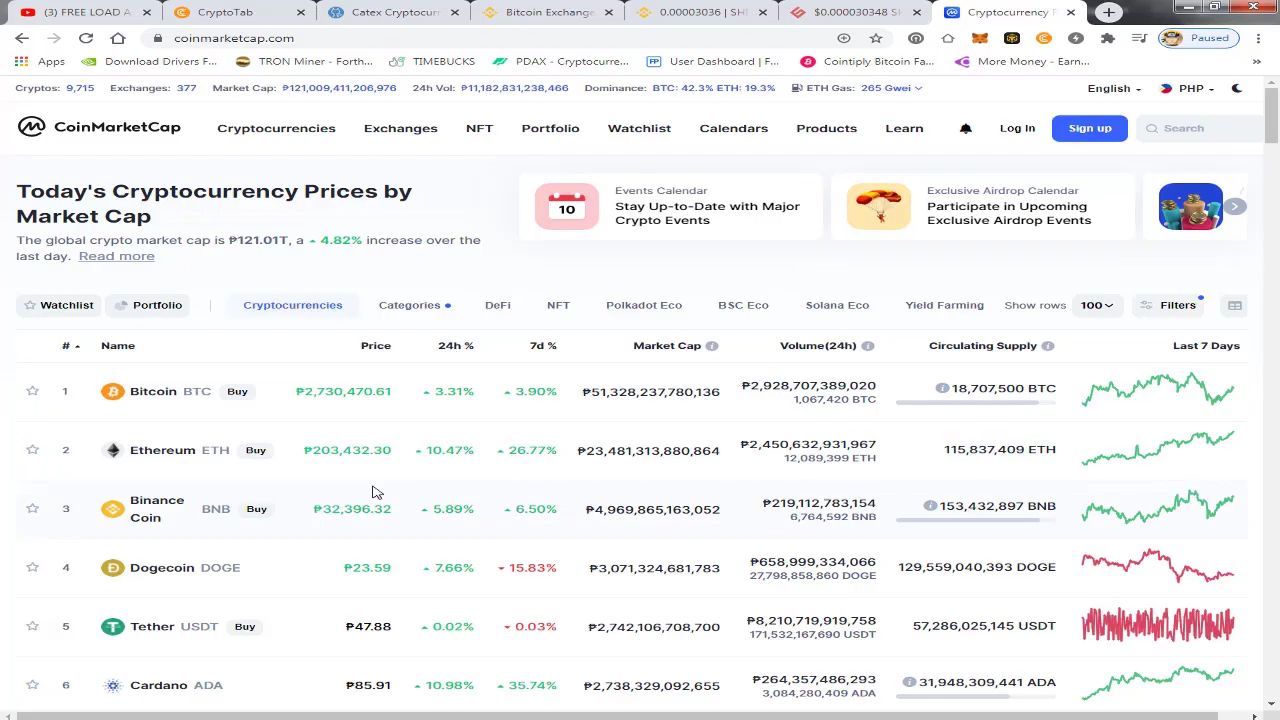 (3) FREE LOAD A
CryptoTab
Catex Cryptocurr
Bitcoin Exchange
0.00003039 SH
$0.00003048 S
Cryptocurrency P
coinmarketcap.com
Paused
Apps
Download Drivers F...
TRON Miner - Forth...
TIMEBUCKS
PDAX - Cryptocurre...
User Dashboard | F...
Cointiply Bitcoin Fa...
More Money - Earn...
Cryptos: 9,715 Exchanges: 377 Market Cap: ₱121,009,411,206,976 24h Vol: ₱11,182,831,238,466 Dominance: BTC: 42.3% ETH: 19.3% ETH Gas: 265 Gwei English PHP
CoinMarketCap Cryptocurrencies Exchanges NFT Portfolio Watchlist Calendars Products Learn Log In Sign up Search
Today's Cryptocurrency Prices by
Market Cap
The global crypto market cap is ₱121.01T, a 4.82% increase over the
last day. Read more
10
Events Calendar
Stay Up-to-Date with Major
Crypto Events
Exclusive Airdrop Calendar
Participate in Upcoming
Exclusive Airdrop Events
Watchlist Portfolio Cryptocurrencies Categories DeFi NFT Polkadot Eco BSC Eco Solana Eco Yield Farming Show rows 100 Filters
# Name Price 24h % 7d % Market Cap Volume(24h) Circulating Supply Last 7 Days
1 Bitcoin BTC Buy ₱2,730,470.61 3.31% 3.90% ₱51,328,237,780,136 ₱2,928,707,389,020 18,707,500 BTC
1,067,420 BTC
2 Ethereum ETH Buy ₱203,432.30 10.47% 26.77% ₱23,481,313,880,864 ₱2,450,632,931,967 115,837,409 ETH
12,089,399 ETH
3 Binance Coin BNB Buy ₱32,396.32 5.89% 6.50% ₱4,969,865,163,052 ₱219,112,783,154 153,432,897 BNB
6,764,592 BNB
4 Dogecoin DOGE ₱23.59 7.66% 15.83% ₱3,071,324,681,783 ₱658,999,334,066 129,559,040,393 DOGE
27,798,858,860 DOGE
5 Tether USDT Buy ₱47.88 0.02% 0.03% ₱2,742,106,708,700 ₱8,210,719,919,758 57,286,025,145 USDT
171,532,167,690 USDT
6 Cardano ADA ₱85.91 10.98% 35.74% ₱2,738,329,092,655 ₱264,357,486,293 31,948,309,441 ADA
3,084,280,409 ADA